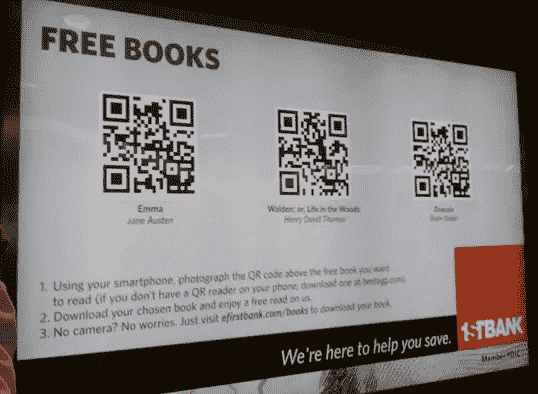 FREE BOOKS
Emma
Jane Austen
Walden; or, Life in the Woods
Henry David Thoreau
Dracula
Bram Stoker
1. Using your smartphone, photograph the QR code above the free book you want
to read (if you don't have a QR reader on your phone, download one at beetagg.com).
2. Download your chosen book and enjoy a free read on us.
3. No camera? No worries. Just visit efirstbank.com/books to download your book.
We're here to help you save.
1STBANK
Member FDIC